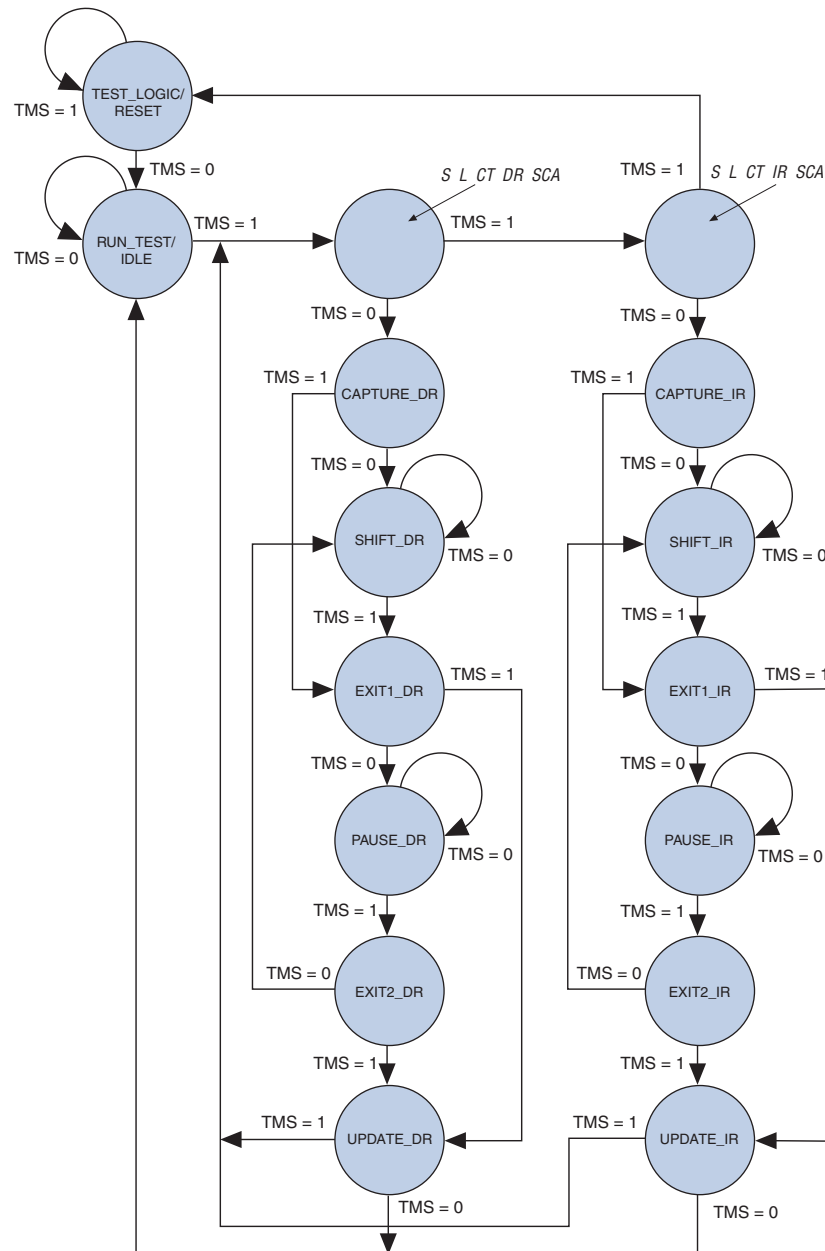 TEST_LOGIC/
RESET
TMS = 1
TMS = 0
S L CT DR SCA
TMS = 1
S L CT IR SCA
RUN_TEST/
IDLE
TMS = 0
TMS = 1
TMS = 1
TMS = 0
TMS = 0
TMS = 1
CAPTURE_DR
TMS = 1
CAPTURE_IR
TMS = 0
TMS = 0
SHIFT_DR
TMS = 0
SHIFT_IR
TMS = 0
TMS = 1
TMS = 1
EXIT1_DR
TMS = 1
EXIT1_IR
TMS = 1
TMS = 0
TMS = 0
PAUSE_DR
TMS = 0
PAUSE_IR
TMS = 0
TMS = 1
TMS = 1
TMS = 0
EXIT2_DR
TMS = 0
EXIT2_IR
TMS = 1
TMS = 1
TMS = 1
UPDATE_DR
TMS = 1
UPDATE_IR
TMS = 0
TMS = 0